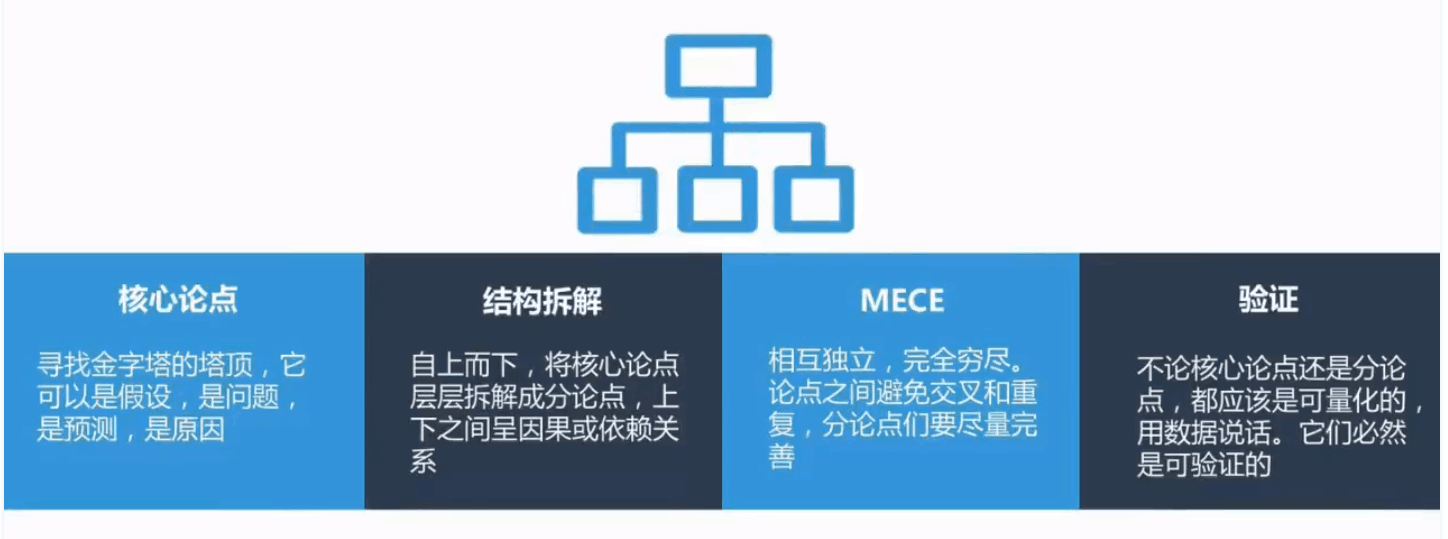 核心论点
寻找金字塔的塔顶，它
可以是假设，是问题，
是预测，是原因
结构拆解
自上而下，将核心论点
层层拆解成分论点，上
下之间呈因果或依赖关
系
MECE
相互独立，完全穷尽。
论点之间避免交叉和重
复，分论点们要尽量完
善
验证
不论核心论点还是分论
点，都应该是可量化的，
用数据说话。它们必然
是可验证的